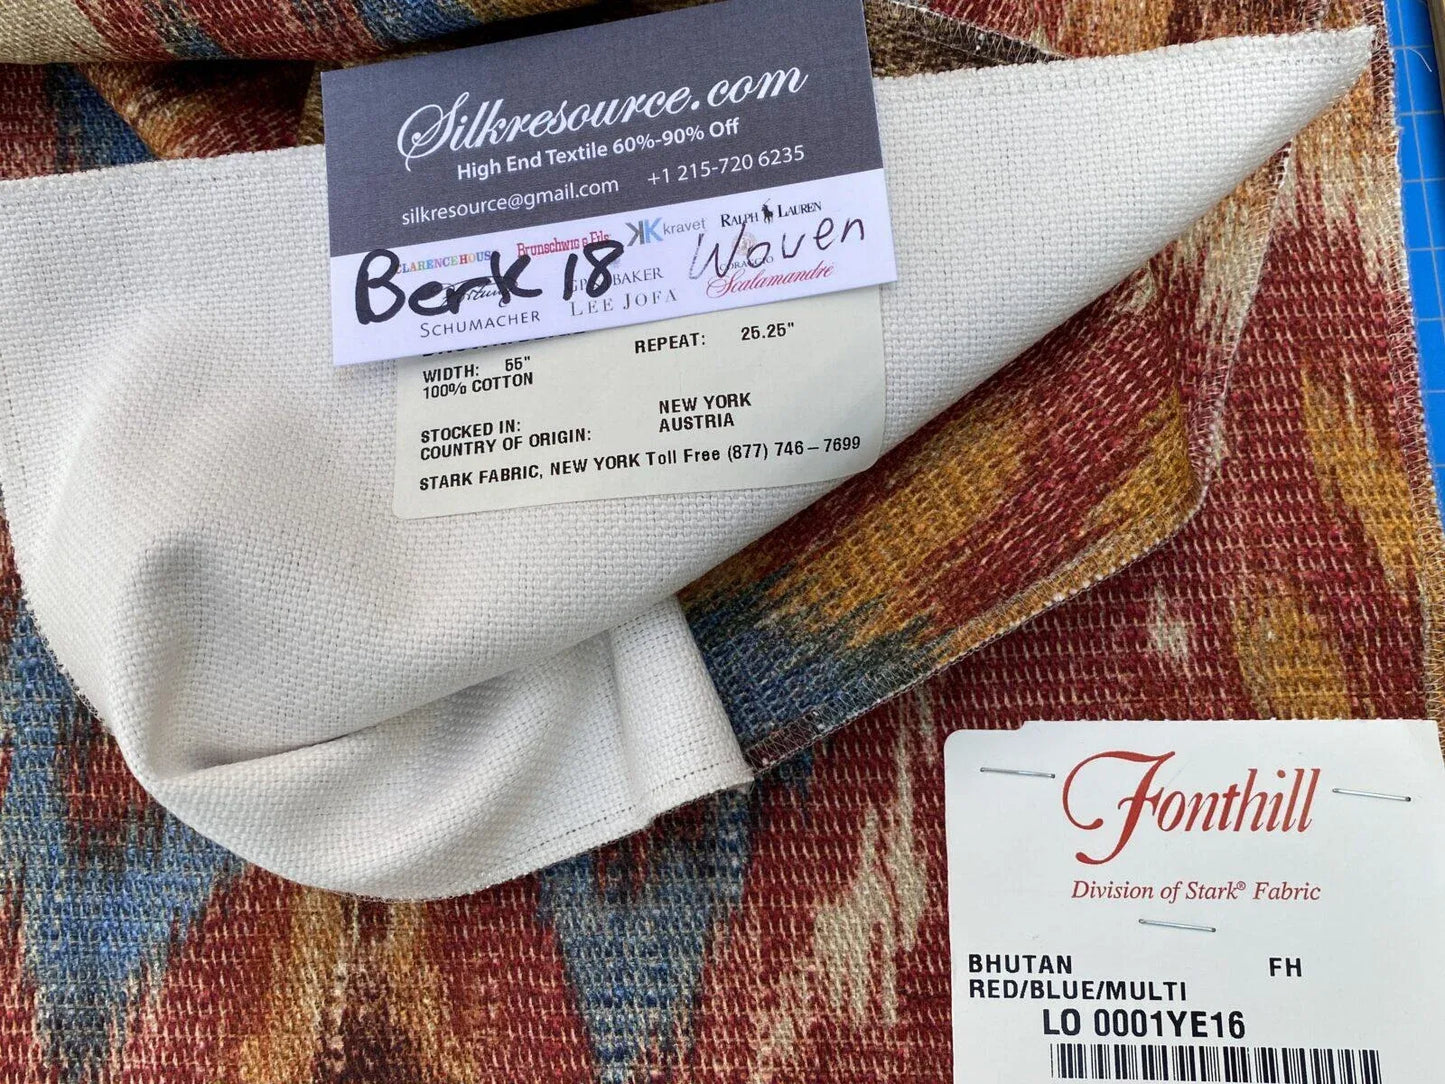 Silkresource.com
High End Textile 60%-90% Off
silkresource@gmail.com +1 215-720 6235
Brunschwig & Fils kravet RALPH LAUREN
CLARENCE HOUSE
Berk 18 Woven
BAKER Scalamandre
SCHUMACHER LEE JOFA
WIDTH: 55" REPEAT: 25.25"
100% COTTON
STOCKED IN: NEW YORK
COUNTRY OF ORIGIN: AUSTRIA
STARK FABRIC, NEW YORK Toll Free (877) 746-7699
Fonthill
Division of Stark® Fabric
BHUTAN FH
RED/BLUE/MULTI
LO 0001YE16